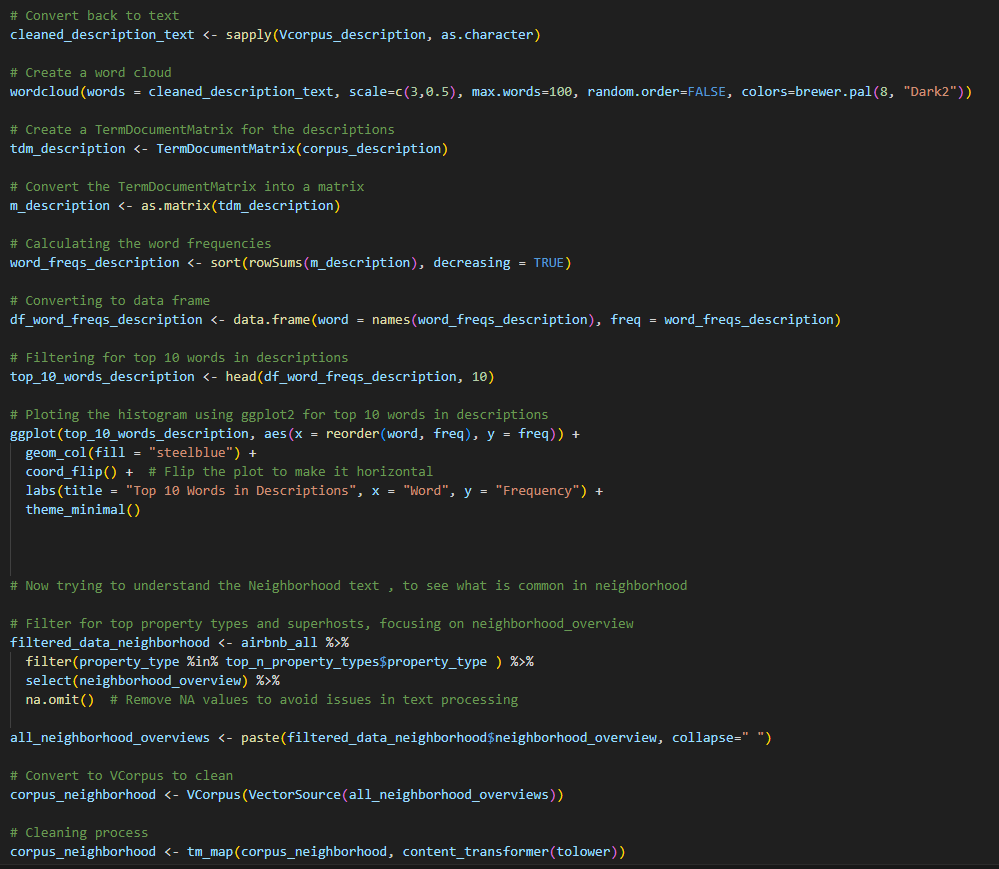 # Convert back to text
cleaned_description_text <- sapply(Vcorpus_description, as.character)
# Create a word cloud
wordcloud(words = cleaned_description_text, scale=c(3,0.5), max.words=100, random.order=FALSE, colors=brewer.pal(8, "Dark2"))
# Create a TermDocumentMatrix for the descriptions
tdm_description <- TermDocumentMatrix(corpus_description)
# Convert the TermDocumentMatrix into a matrix
m_description <- as.matrix(tdm_description)
# Calculating the word frequencies
word_freqs_description <- sort(rowSums(m_description), decreasing = TRUE)
# Converting to data frame
df_word_freqs_description <- data.frame(word = names(word_freqs_description), freq = word_freqs_description)
# Filtering for top 10 words in descriptions
top_10_words_description <- head(df_word_freqs_description, 10)
# Ploting the histogram using ggplot2 for top 10 words in descriptions
ggplot(top_10_words_description, aes(x = reorder(word, freq), y = freq)) +
  geom_col(fill = "steelblue") +
  coord_flip() +  # Flip the plot to make it horizontal
  labs(title = "Top 10 Words in Descriptions", x = "Word", y = "Frequency") +
  theme_minimal()
# Now trying to understand the Neighborhood text , to see what is common in neighborhood
# Filter for top property types and superhosts, focusing on neighborhood_overview
filtered_data_neighborhood <- airbnb_all %>%
  filter(property_type %in% top_n_property_types$property_type ) %>%
  select(neighborhood_overview) %>%
  na.omit()  # Remove NA values to avoid issues in text processing
all_neighborhood_overviews <- paste(filtered_data_neighborhood$neighborhood_overview, collapse=" ")
# Convert to VCorpus to clean
corpus_neighborhood <- VCorpus(VectorSource(all_neighborhood_overviews))
# Cleaning process
corpus_neighborhood <- tm_map(corpus_neighborhood, content_transformer(tolower))